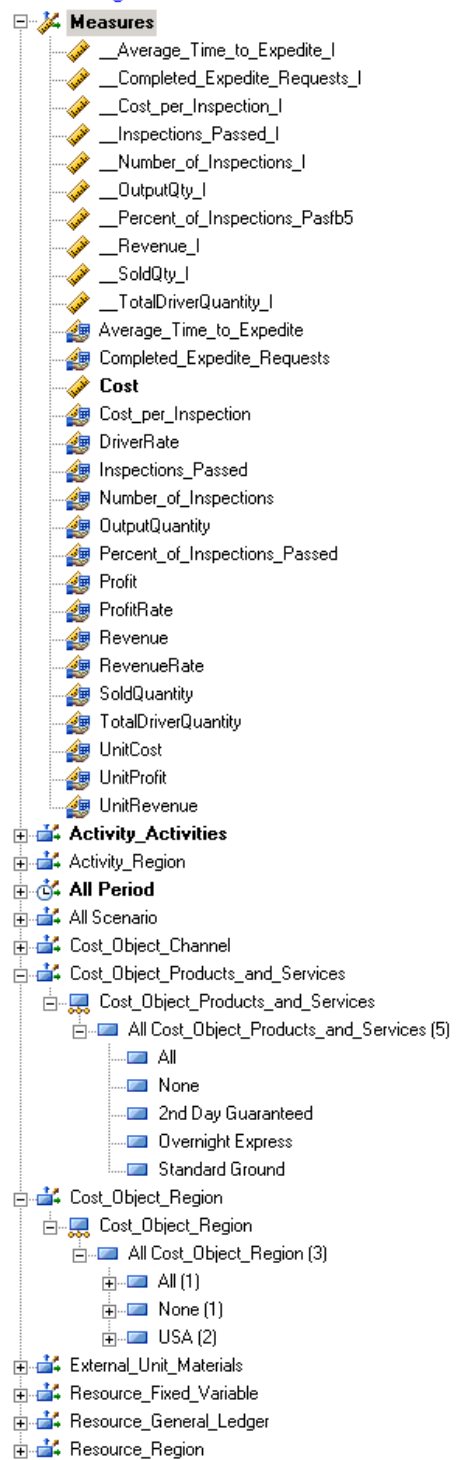 Measures
__Average_Time_to_Expedite_I
__Completed_Expedite_Requests_I
__Cost_per_Inspection_I
__Inspections_Passed_I
__Number_of_Inspections_I
__OutputQty_I
__Percent_of_Inspections_Pasfb5
__Revenue_I
__SoldQty_I
__TotalDriverQuantity_I
Average_Time_to_Expedite
Completed_Expedite_Requests
Cost
Cost_per_Inspection
DriverRate
Inspections_Passed
Number_of_Inspections
OutputQuantity
Percent_of_Inspections_Passed
Profit
ProfitRate
Revenue
RevenueRate
SoldQuantity
TotalDriverQuantity
UnitCost
UnitProfit
UnitRevenue
Activity_Activities
Activity_Region
All Period
All Scenario
Cost_Object_Channel
Cost_Object_Products_and_Services
Cost_Object_Products_and_Services
All Cost_Object_Products_and_Services (5)
All
None
2nd Day Guaranteed
Overnight Express
Standard Ground
Cost_Object_Region
Cost_Object_Region
All Cost_Object_Region (3)
All (1)
None (1)
USA (2)
External_Unit_Materials
Resource_Fixed_Variable
Resource_General_Ledger
Resource_Region